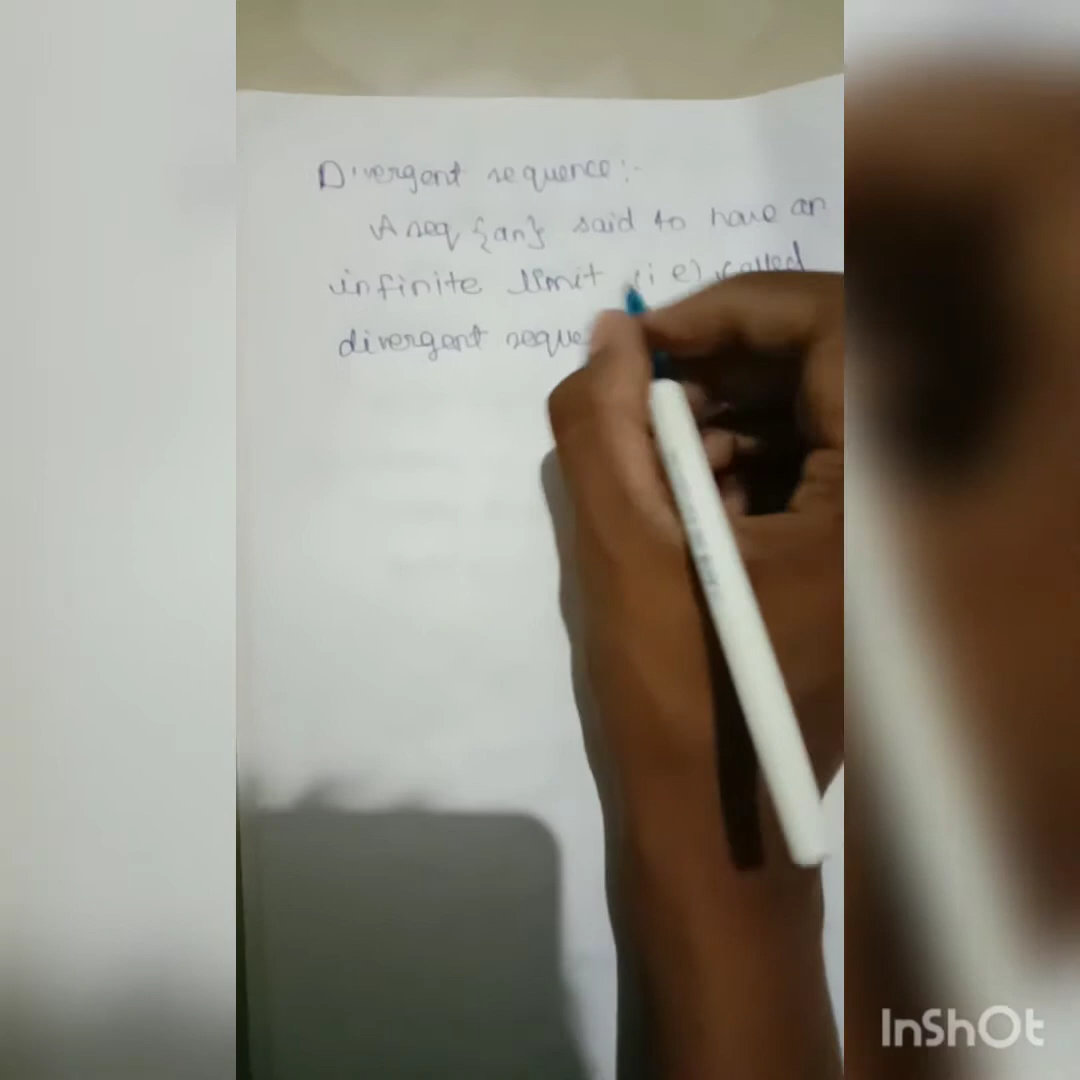 Divergent sequence:-
A seq {an} said to have an
infinite limit (i e) called
divergent seque
InShOt